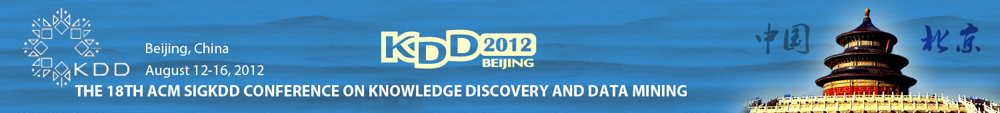 KDD
Beijing, China
August 12-16, 2012
THE 18TH ACM SIGKDD CONFERENCE ON KNOWLEDGE DISCOVERY AND DATA MINING
KDD 2012
BEIJING
中国
北京